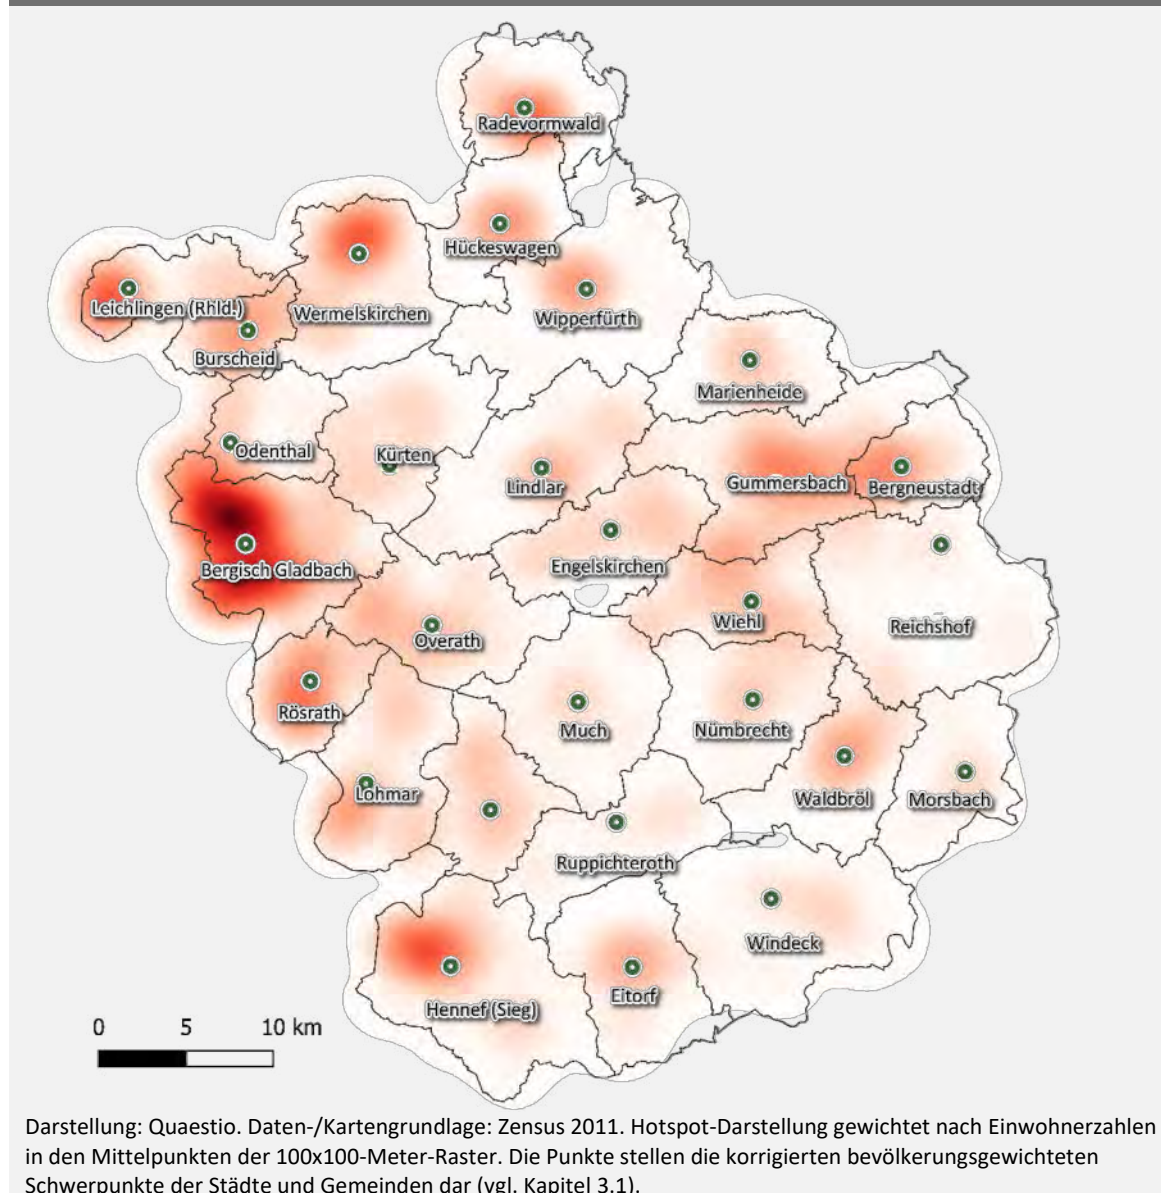 Radevormwald
Hückeswagen
Leichlingen (Rhld.)
Wermelskirchen
Wipperfürth
Burscheid
Marienheide
Odenthal
Kürten
Lindlar
Gummersbach
Bergneustadt
Bergisch Gladbach
Engelskirchen
Overath
Wiehl
Reichshof
Rösrath
Much
Nümbrecht
Lohmar
Waldbröl
Morsbach
Ruppichteroth
Windeck
Hennef (Sieg)
Eitorf
0 5 10 km
Darstellung: Quaestio. Daten-/Kartengrundlage: Zensus 2011. Hotspot-Darstellung gewichtet nach Einwohnerzahlen
in den Mittelpunkten der 100x100-Meter-Raster. Die Punkte stellen die korrigierten bevölkerungsgewichteten
Schwerpunkte der Städte und Gemeinden dar (vgl. Kapitel 3.1).